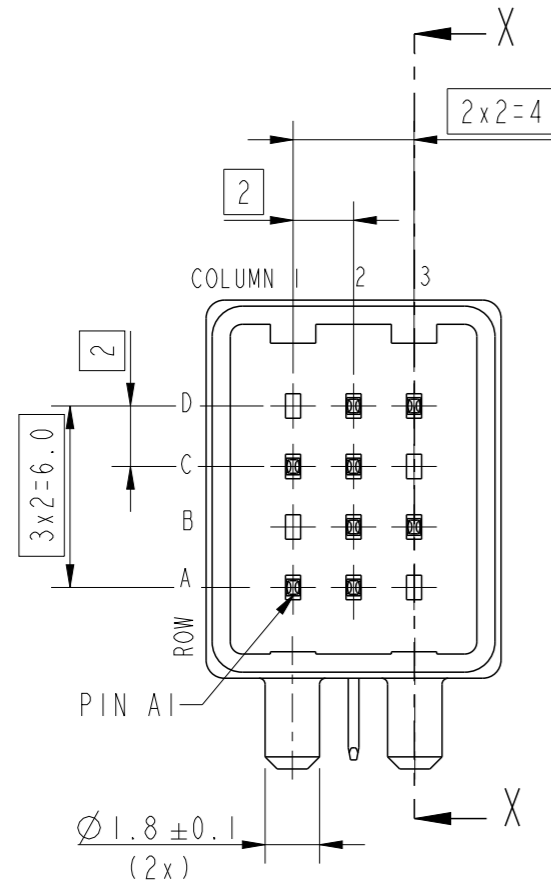 X
2x2=4
2
COLUMN 1 2 3
2
D
3x2=6.0
C
B
A
ROW
PIN A1
Ø1.8 ±0.1
(2x)
X